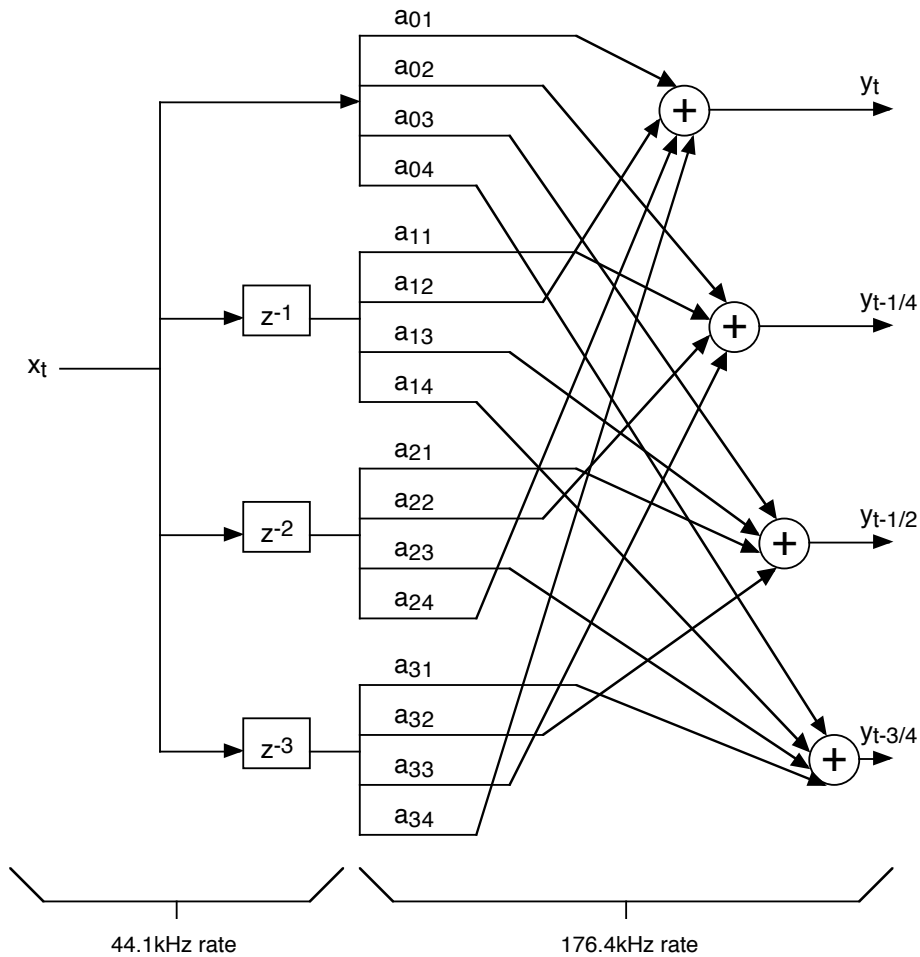 a01
a02
yt
+
a03
a04
a11
z-1
a12
+
yt-1/4
a13
xt
a14
a21
a22
yt-1/2
z-2
+
a23
a24
a31
a32
yt-3/4
z-3
+
a33
a34
44.1kHz rate
176.4kHz rate